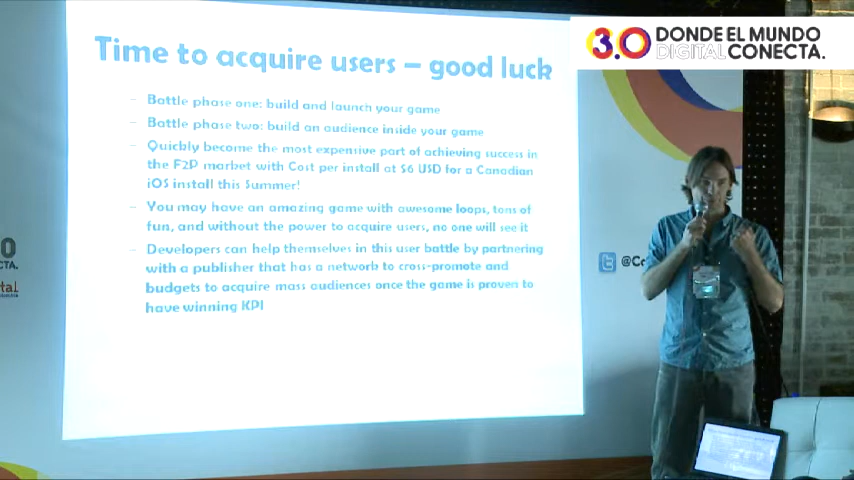 3.0 DONDE EL MUNDO
DIGITAL CONECTA.
Time to acquire users – good luck
– Battle phase one: build and launch your game
– Battle phase two: build an audience inside your game
– Quickly become the most expensive part of achieving success in
the F2P market with Cost per install at $6 USD for a Canadian
iOS install this Summer!
– You may have an amazing game with awesome loops, tons of
fun, and without the power to acquire users, no one will see it
– Developers can help themselves in this user battle by partnering
with a publisher that has a network to cross-promote and
budgets to acquire mass audiences once the game is proven to
have winning KPI